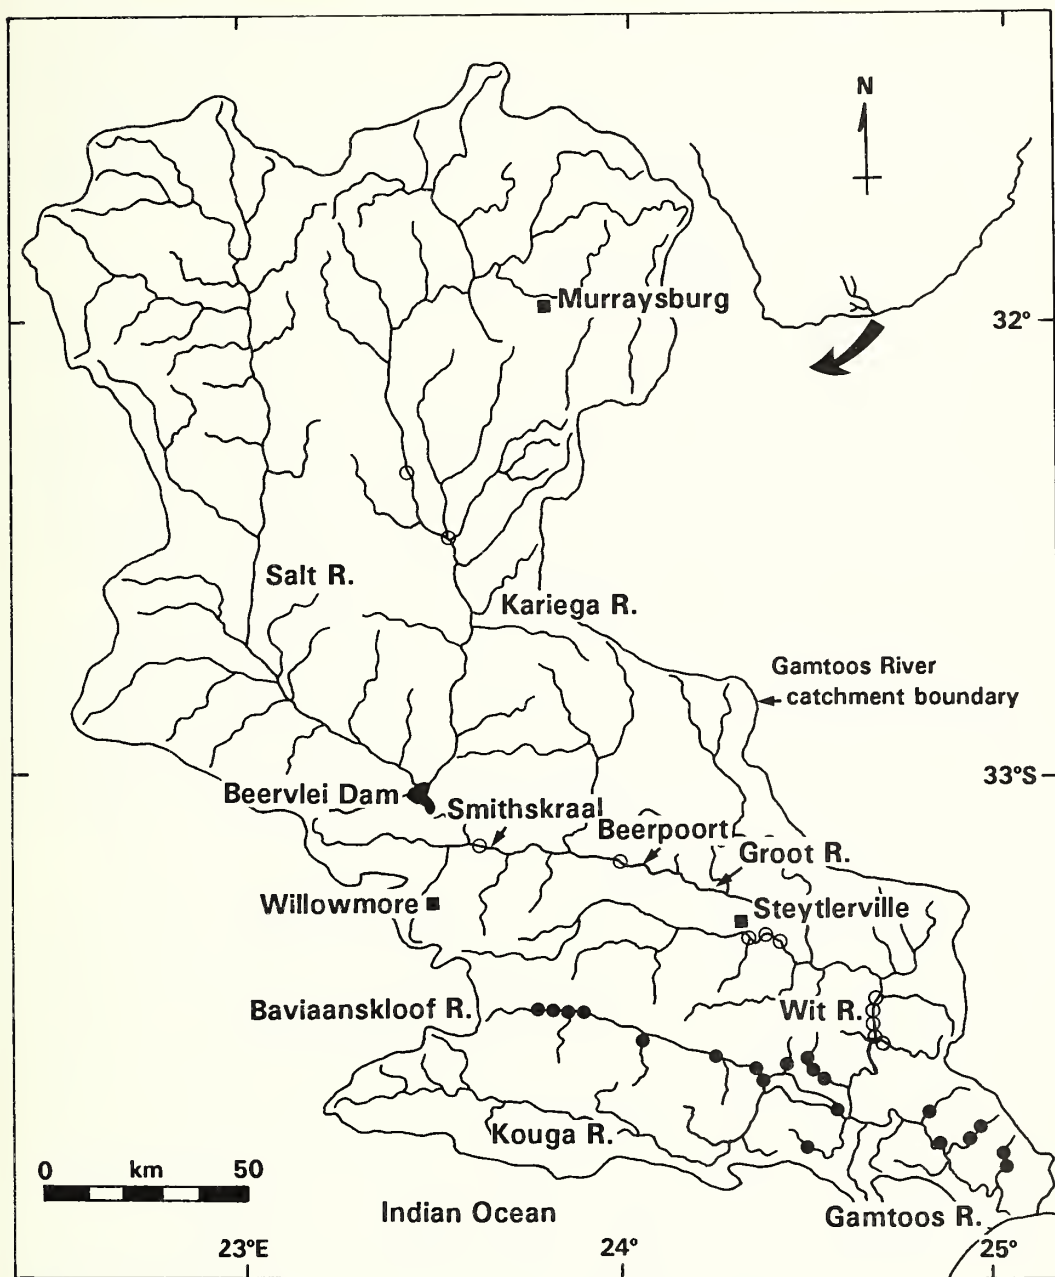 N
Murraysburg
32°
Salt R.
Kariega R.
Gamtoos River
catchment boundary
33°S
Beervlei Dam
Smithskraal
Beerpoort
Groot R.
Willowmore
Steytlerville
Baviaanskloof R.
Wit R.
Kouga R.
0 km 50
Indian Ocean
Gamtoos R.
23°E 24° 25°